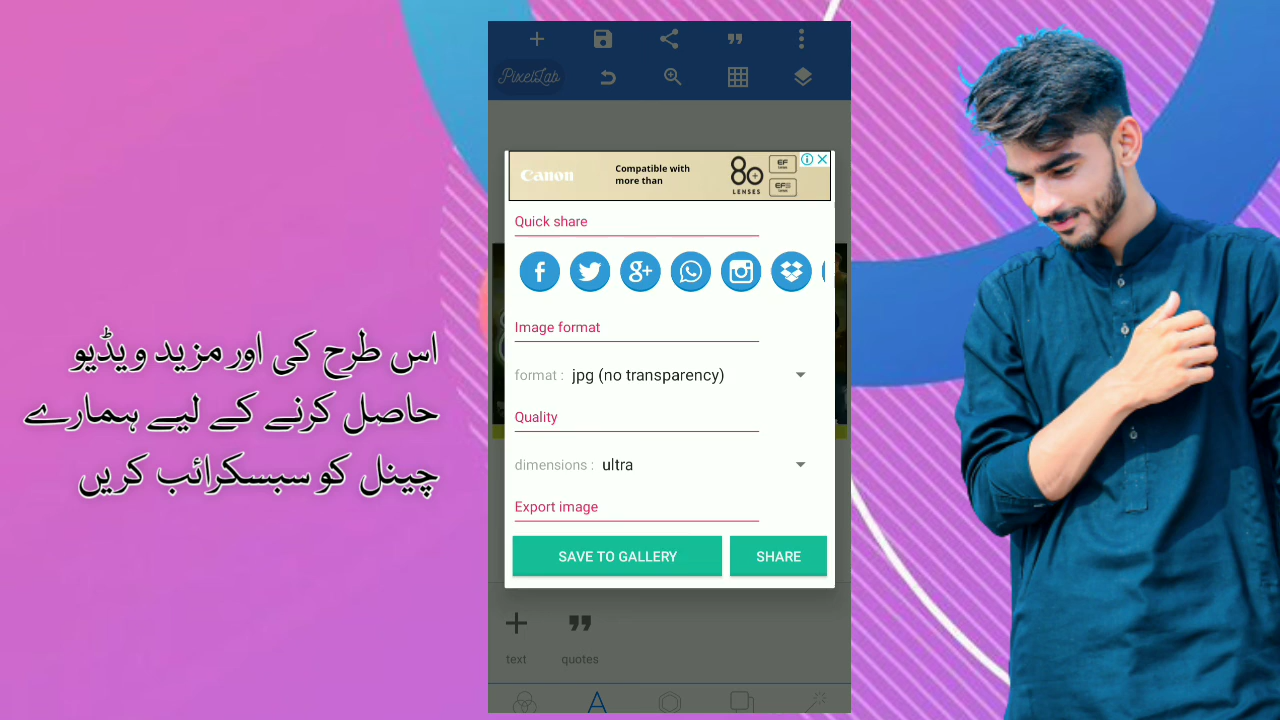 اس طرح کی اور مزید ویڈیو
حاصل کرنے کے لیے ہمارے
چینل کو سبسکرائب کریں
PixelLab
Canon
Compatible with
more than
80
LENSES
EF
EFS
Quick share
Image format
format : jpg (no transparency)
Quality
dimensions : ultra
Export image
SAVE TO GALLERY SHARE
text quotes